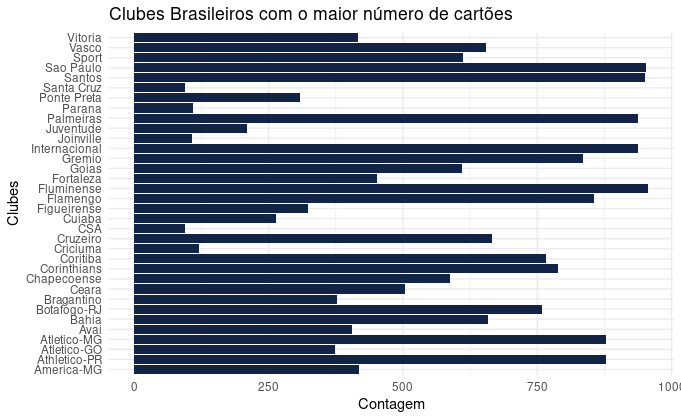 Clubes Brasileiros com o maior número de cartões
Clubes
Vitoria
Vasco
Sport
Sao Paulo
Santos
Santa Cruz
Ponte Preta
Parana
Palmeiras
Juventude
Joinville
Internacional
Gremio
Goias
Fortaleza
Fluminense
Flamengo
Figueirense
Cuiaba
CSA
Cruzeiro
Criciuma
Coritiba
Corinthians
Chapecoense
Ceara
Bragantino
Botafogo-RJ
Bahia
Avai
Atletico-MG
Atletico-GO
Athletico-PR
America-MG
0 250 500 750 1000
Contagem